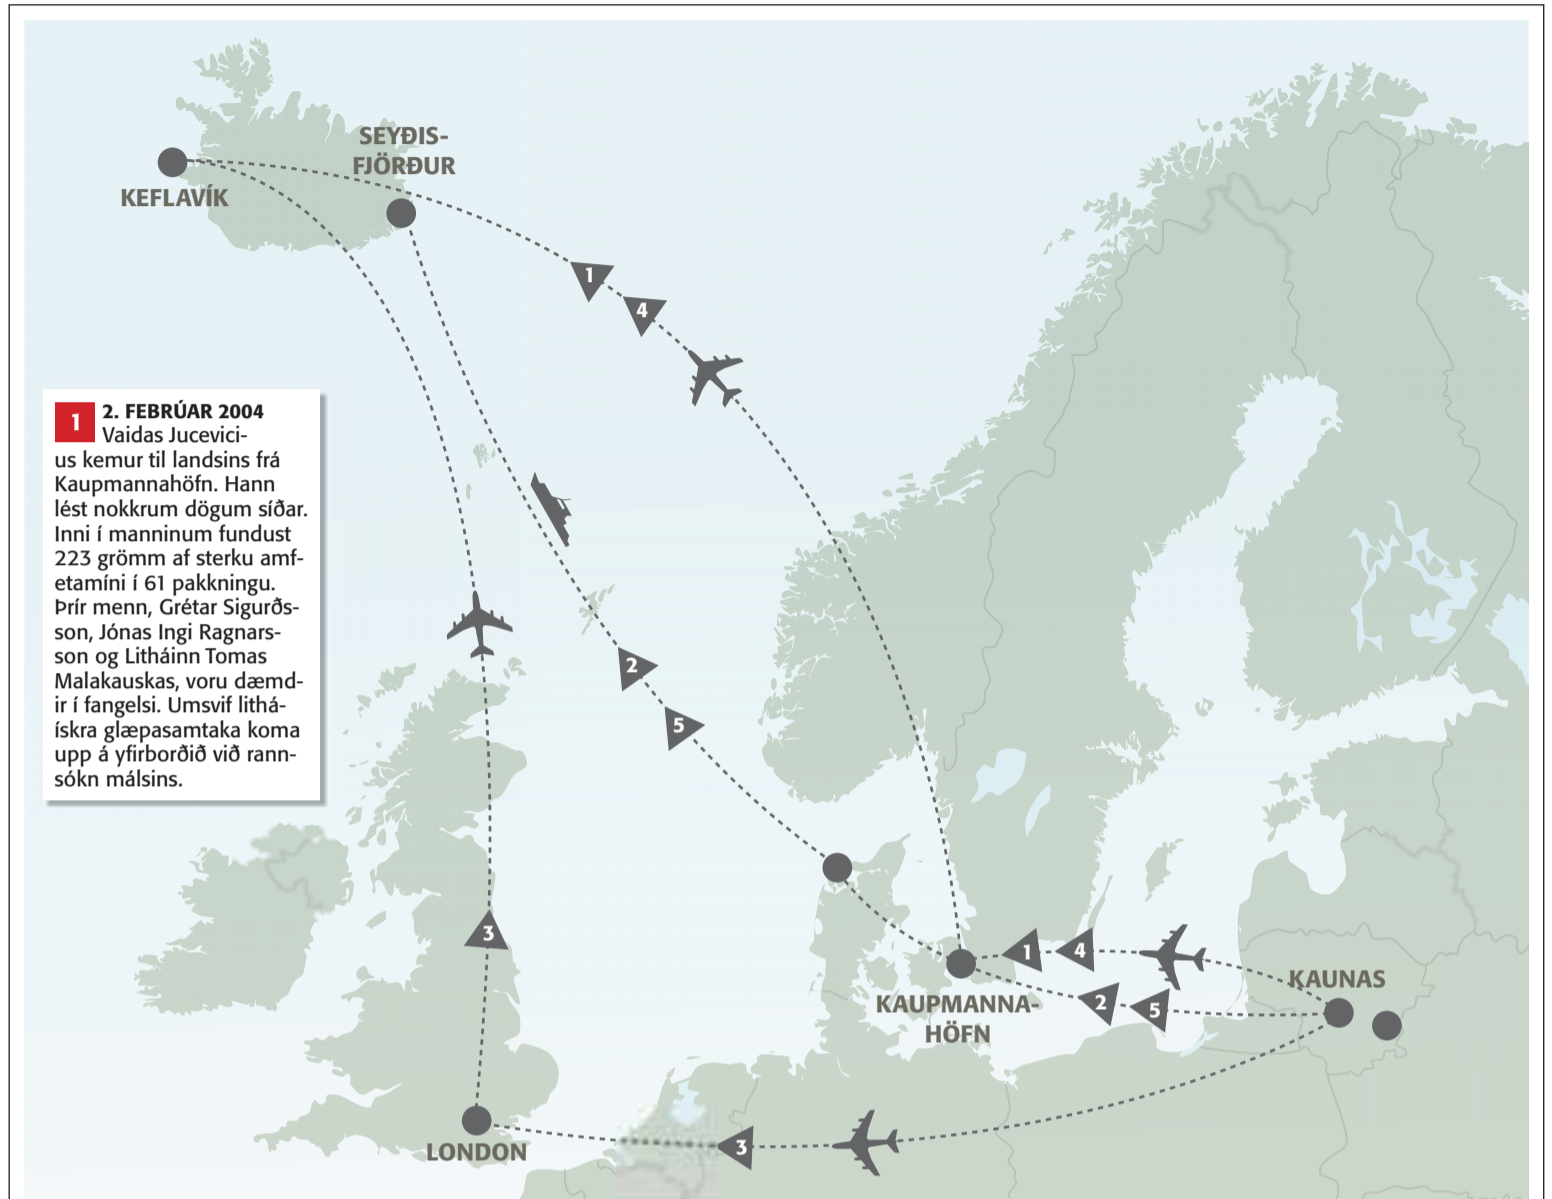 SEYÐIS-
FJÖRÐUR
KEFLAVÍK
1
4
1 2. FEBRÚAR 2004
Vaidas Jucevici-
us kemur til landsins frá
Kaupmannahöfn. Hann
lést nokkrum dögum síðar.
Inni í manninum fundust
223 grömm af sterku amf-
etamíni í 61 pakkningu.
Þrír menn, Grétar Sigurðs-
son, Jónas Ingi Ragnars-
son og Litháinn Tomas
Malakauskas, voru dæmd-
ir í fangelsi. Umsvif lithá-
ískra glæpasamtaka koma
upp á yfirborðið við rann-
sókn málsins.
2
5
3
1 4
KAUNAS
2 5
KAUPMANNA-
HÖFN
LONDON
3